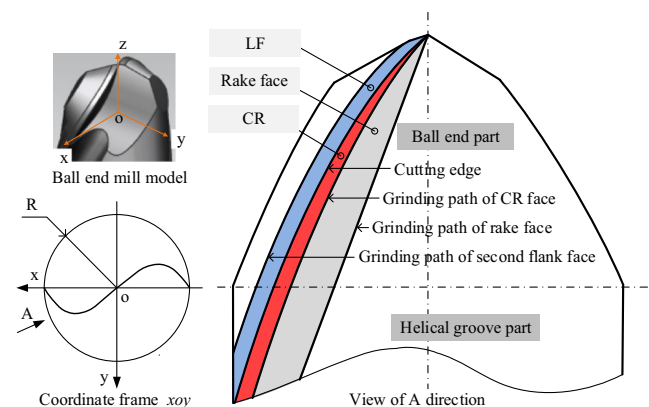 z
o
x
y
Ball end mill model
R
x
o
A
y
Coordinate frame xoy
LF
Rake face
CR
Ball end part
Cutting edge
Grinding path of CR face
Grinding path of rake face
Grinding path of second flank face
Helical groove part
View of A direction